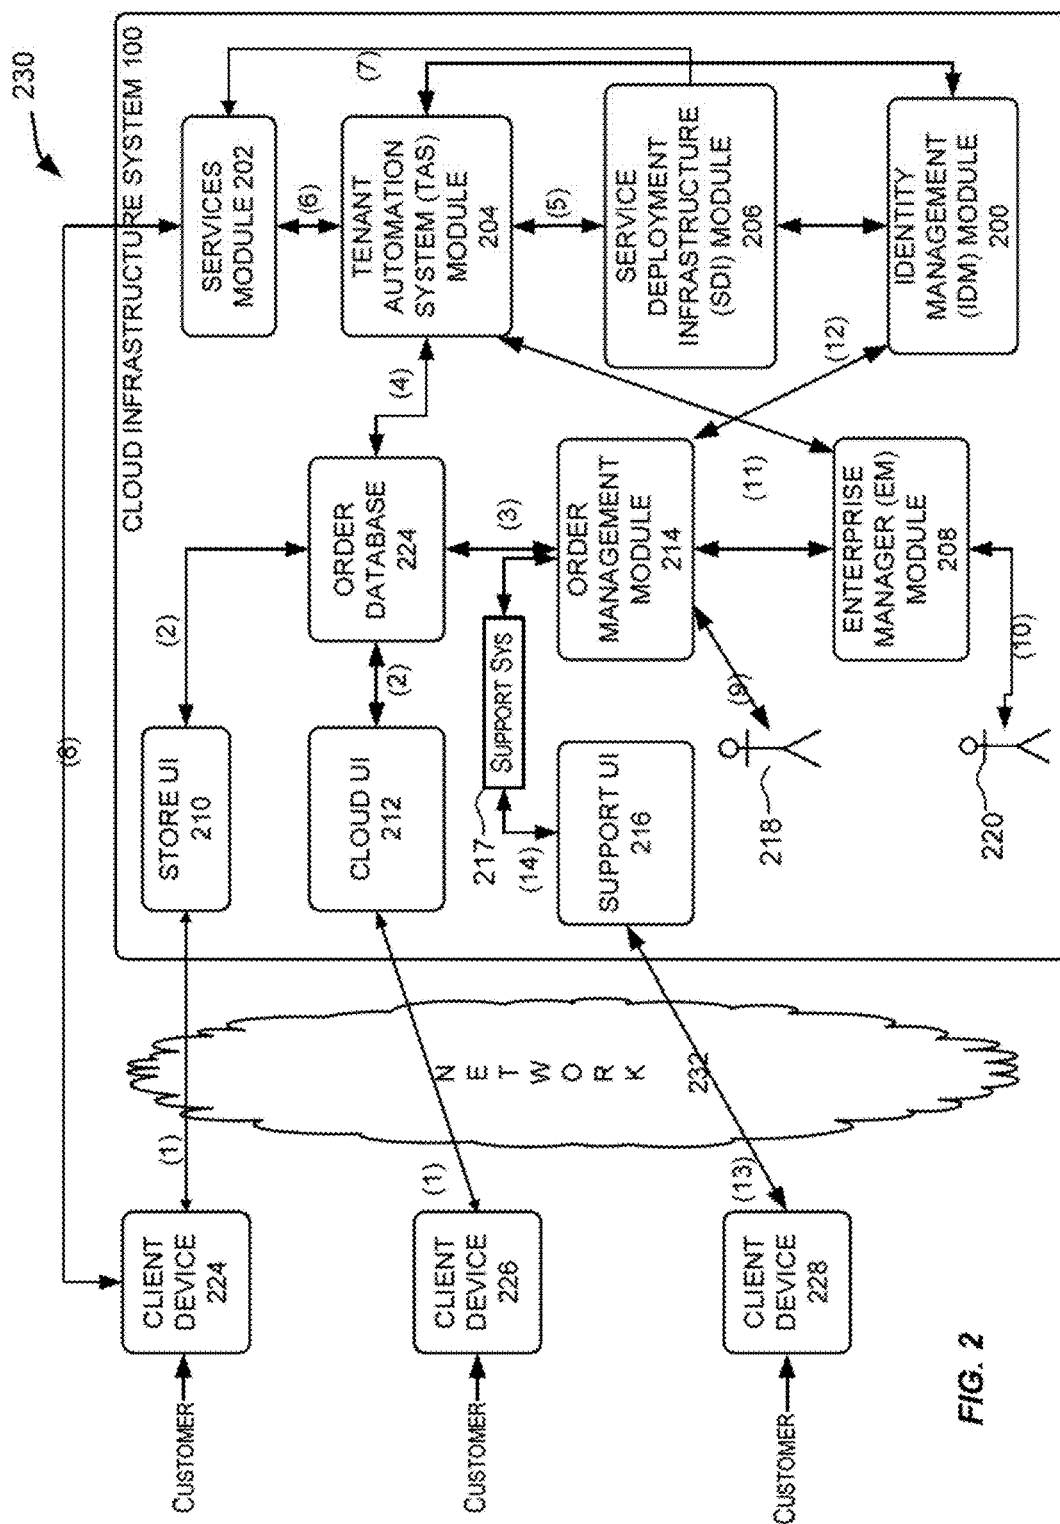 230
CLOUD INFRASTRUCTURE SYSTEM 100
(8)
CUSTOMER
CLIENT
DEVICE
224
(1)
STORE UI
210
(2)
SERVICES
MODULE 202
(6)
(7)
CUSTOMER
CLIENT
DEVICE
226
(1)
NETWORK
232
CLOUD UI
212
(2)
ORDER
DATABASE
224
(4)
TENANT
AUTOMATION
SYSTEM (TAS)
MODULE
204
(5)
217
(14)
SUPPORT SYS
(3)
CUSTOMER
CLIENT
DEVICE
228
(13)
SUPPORT UI
216
ORDER
MANAGEMENT
MODULE
214
SERVICE
DEPLOYMENT
INFRASTRUCTURE
(SDI) MODULE
206
218
(9)
(11)
(12)
220
(10)
ENTERPRISE
MANAGER (EM)
MODULE
208
IDENTITY
MANAGEMENT
(IDM) MODULE
200
FIG. 2